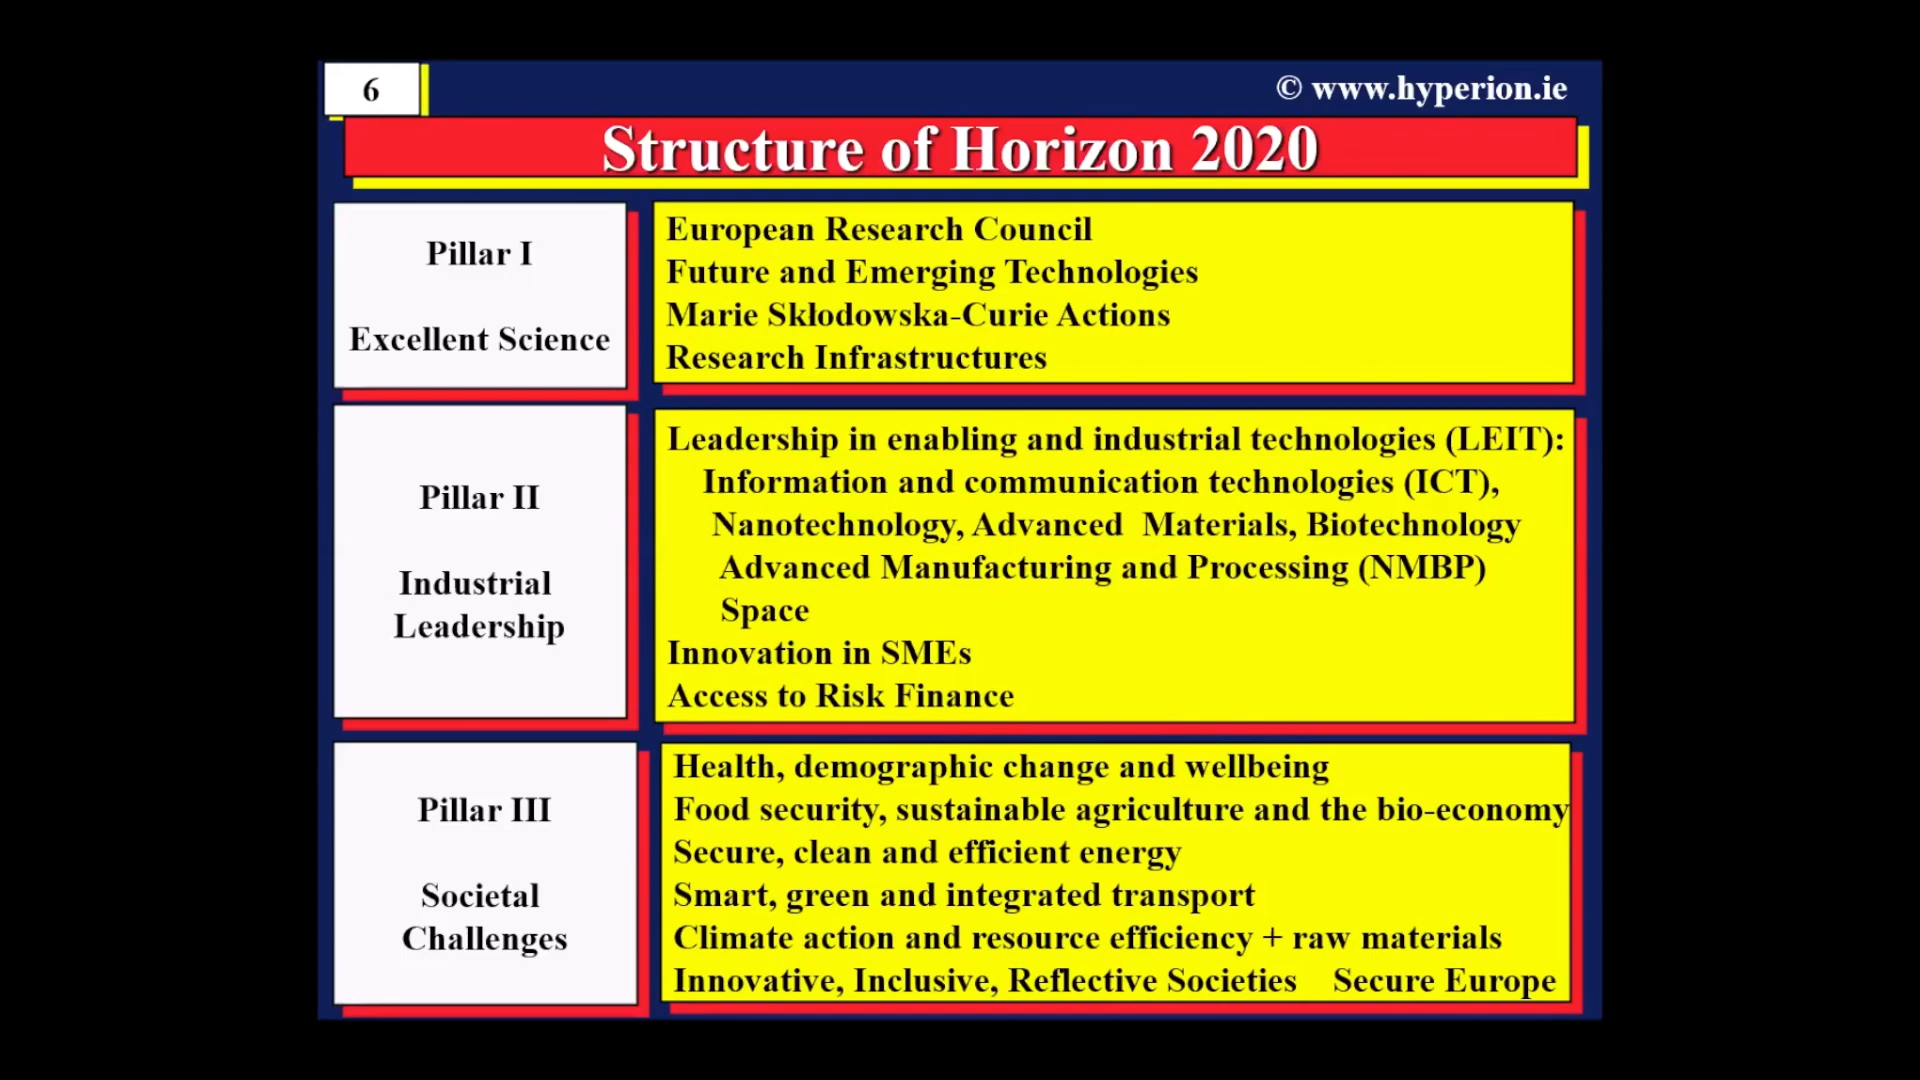 6
© www.hyperion.ie
Structure of Horizon 2020
Pillar I
Excellent Science
European Research Council
Future and Emerging Technologies
Marie Skłodowska-Curie Actions
Research Infrastructures
Pillar II
Industrial
Leadership
Leadership in enabling and industrial technologies (LEIT):
Information and communication technologies (ICT),
Nanotechnology, Advanced Materials, Biotechnology
Advanced Manufacturing and Processing (NMBP)
Space
Innovation in SMEs
Access to Risk Finance
Pillar III
Societal
Challenges
Health, demographic change and wellbeing
Food security, sustainable agriculture and the bio-economy
Secure, clean and efficient energy
Smart, green and integrated transport
Climate action and resource efficiency + raw materials
Innovative, Inclusive, Reflective Societies Secure Europe